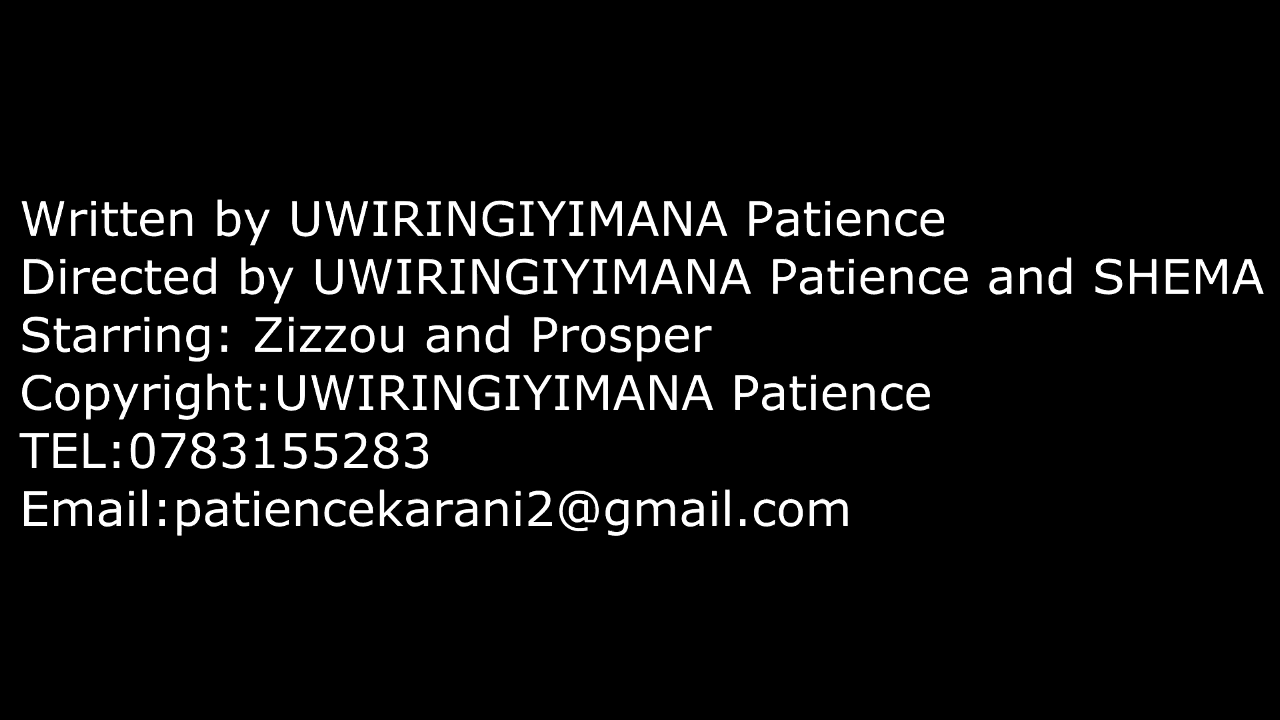 Written by UWIRINGIYIMANA Patience
Directed by UWIRINGIYIMANA Patience and SHEMA
Starring: Zizzou and Prosper
Copyright:UWIRINGIYIMANA Patience
TEL:0783155283
Email:patiencekarani2@gmail.com